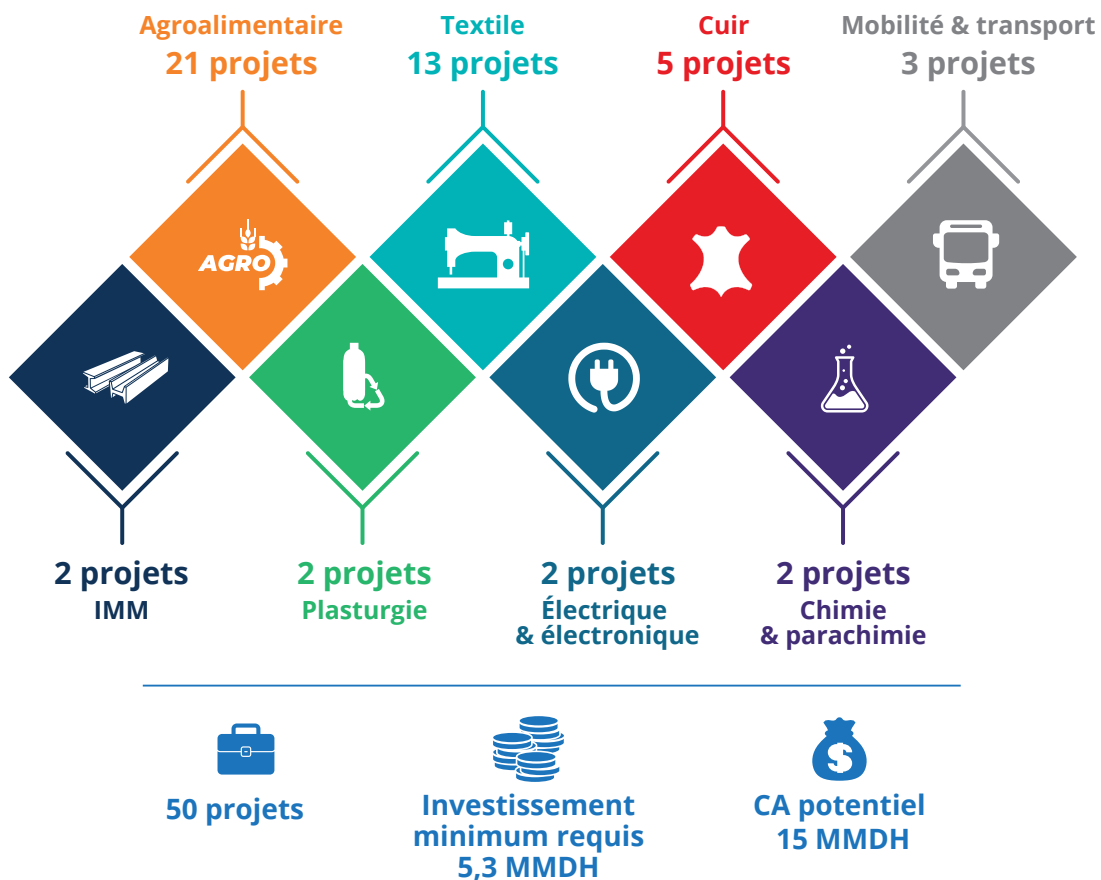 Agroalimentaire
21 projets
Textile
13 projets
Cuir
5 projets
Mobilité & transport
3 projets
AGRO
2 projets
IMM
2 projets
Plasturgie
2 projets
Électrique
& électronique
2 projets
Chimie
& parachimie
50 projets
Investissement
minimum requis
5,3 MMDH
$
CA potentiel
15 MMDH